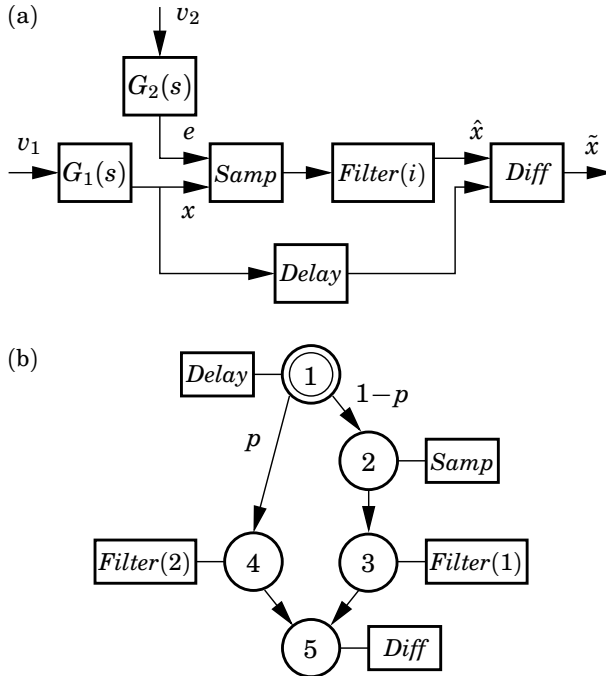 (a)
v₂
G₂(s)
v₁
e
x̂
x̃
G₁(s)
Samp
Filter(i)
Diff
x
Delay
(b)
Delay
1
1−p
p
2
Samp
Filter(2)
4
3
Filter(1)
5
Diff